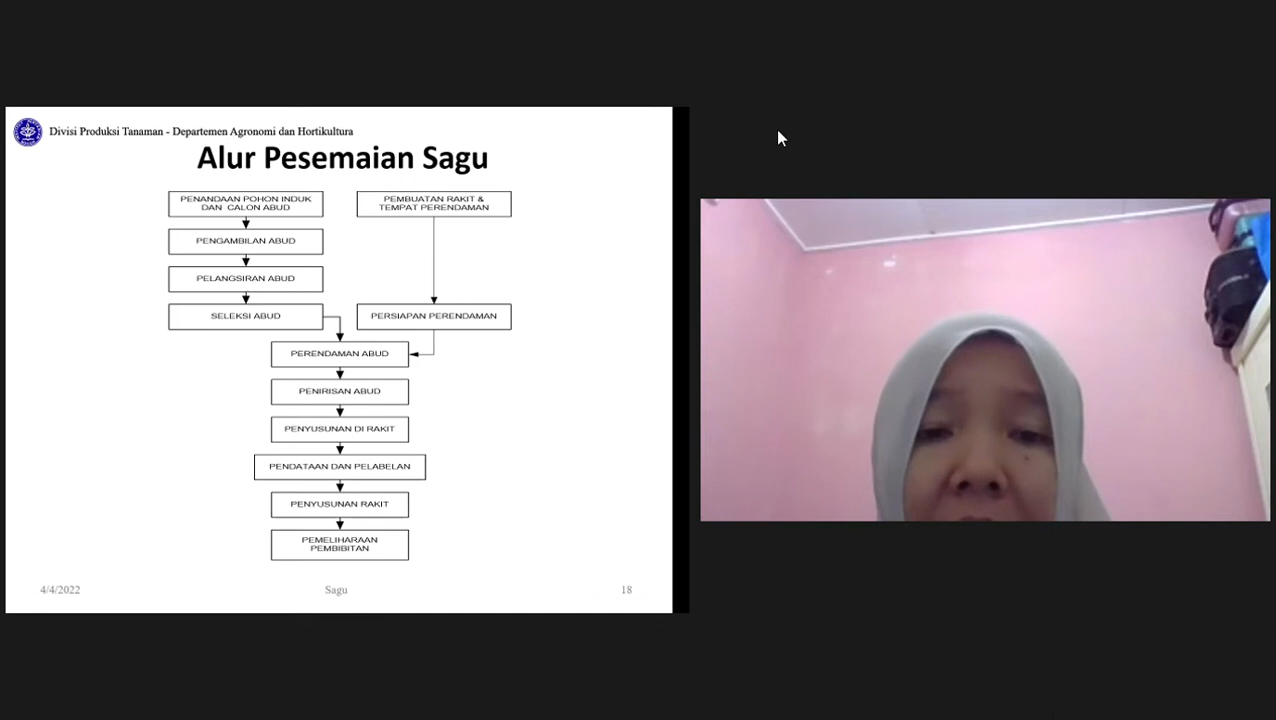 Divisi Produksi Tanaman - Departemen Agronomi dan Hortikultura
Alur Pesemaian Sagu
PENANDAAN POHON INDUK
DAN CALON ABUD
PEMBUATAN RAKIT &
TEMPAT PERENDAMAN
PENGAMBILAN ABUD
PELANGSIRAN ABUD
SELEKSI ABUD
PERSIAPAN PERENDAMAN
PERENDAMAN ABUD
PENIRISAN ABUD
PENYUSUNAN DI RAKIT
PENDATAAN DAN PELABELAN
PENYUSUNAN RAKIT
PEMELIHARAAN
PEMBIBITAN
4/4/2022
Sagu
18